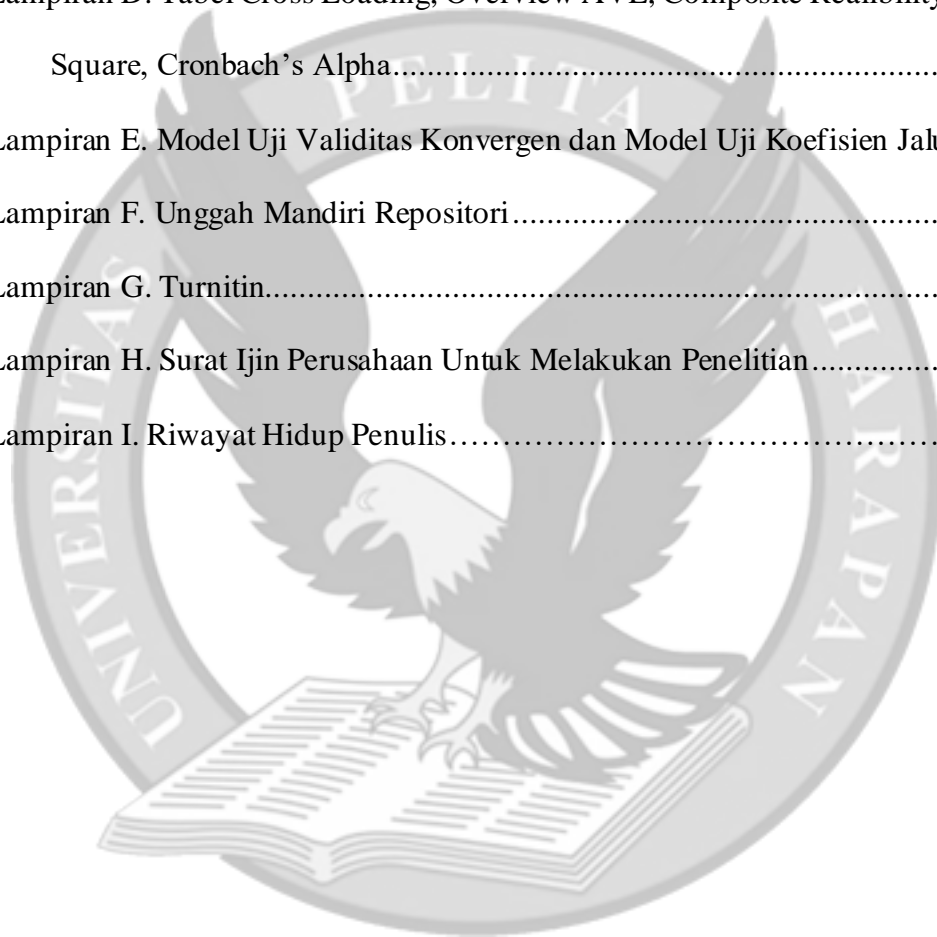 Lampiran D. Tabel Cross Loading, Overview AVE, Composite Realibility
Square, Cronbach’s Alpha........................................................
Lampiran E. Model Uji Validitas Konvergen dan Model Uji Koefisien Jalu
Lampiran F. Unggah Mandiri Repositori..........................................
Lampiran G. Turnitin...................................................................
Lampiran H. Surat Ijin Perusahaan Untuk Melakukan Penelitian.............
Lampiran I. Riwayat Hidup Penulis……………………………………
UNIVERSITAS PELITA HARAPAN